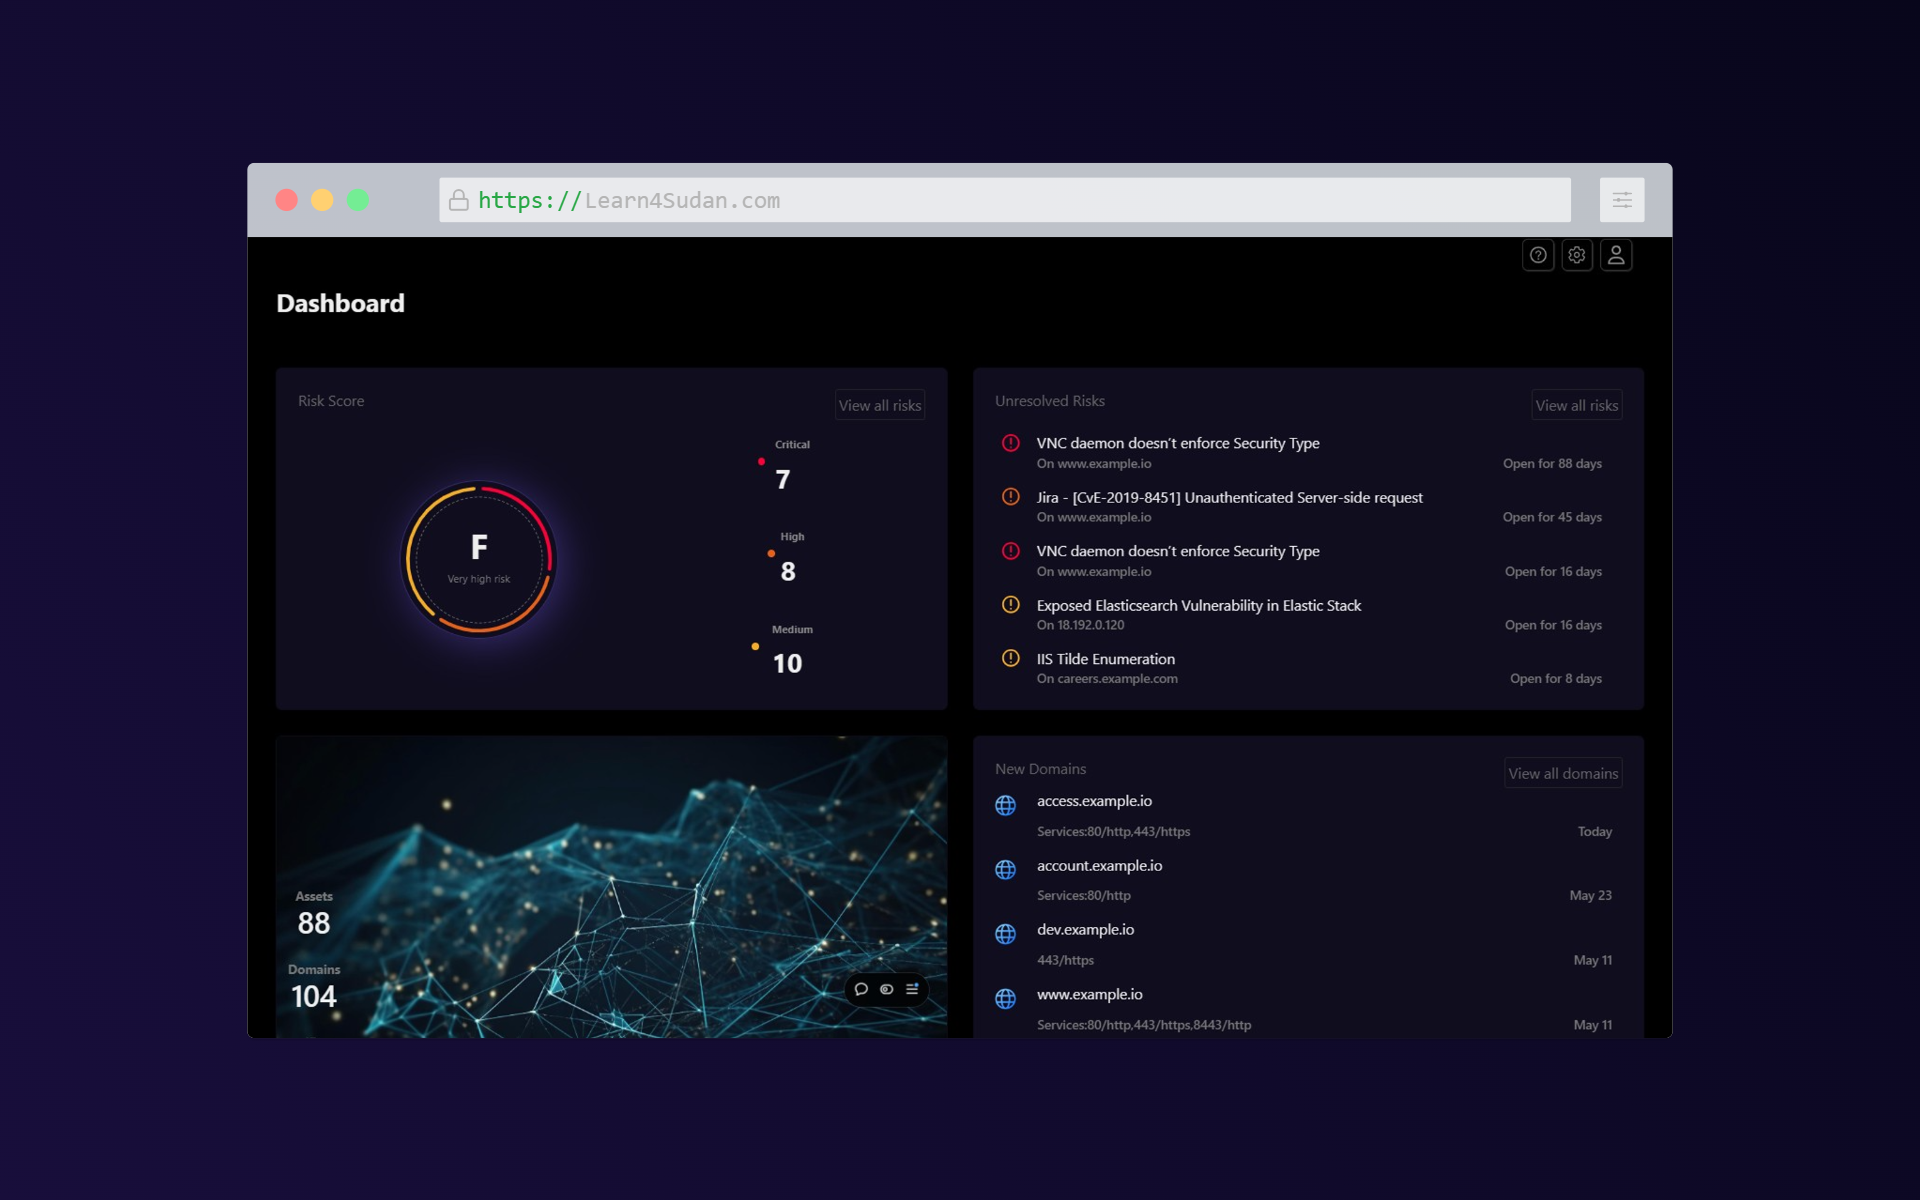 https://Learn4Sudan.com
Dashboard
Risk Score
View all risks
Critical
7
High
8
Medium
10
F
Very high risk
Unresolved Risks
View all risks
VNC daemon doesn't enforce Security Type
On www.example.io
Open for 88 days
Jira - [CvE-2019-8451] Unauthenticated Server-side request
On www.example.io
Open for 45 days
VNC daemon doesn't enforce Security Type
On www.example.io
Open for 16 days
Exposed Elasticsearch Vulnerability in Elastic Stack
On 18.192.0.120
Open for 16 days
IIS Tilde Enumeration
On careers.example.com
Open for 8 days
Assets
88
Domains
104
New Domains
View all domains
access.example.io
Services:80/http,443/https
Today
account.example.io
Services:80/http
May 23
dev.example.io
443/https
May 11
www.example.io
Services:80/http,443/https,8443/http
May 11